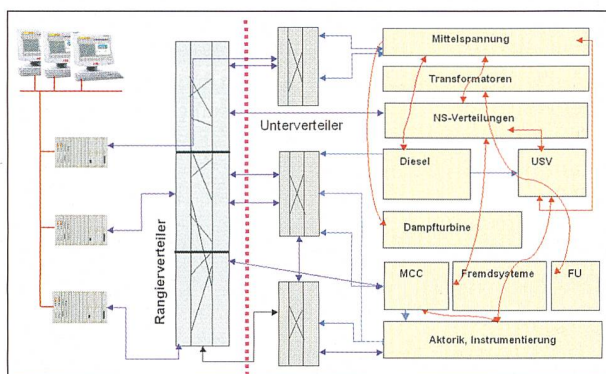 Mittelspannung
Transformatoren
NS-Verteilungen
Unterverteiler
Diesel
USV
Rangierverteiler
Dampfturbine
MCC
Fremdsysteme
FU
Aktorik, Instrumentierung